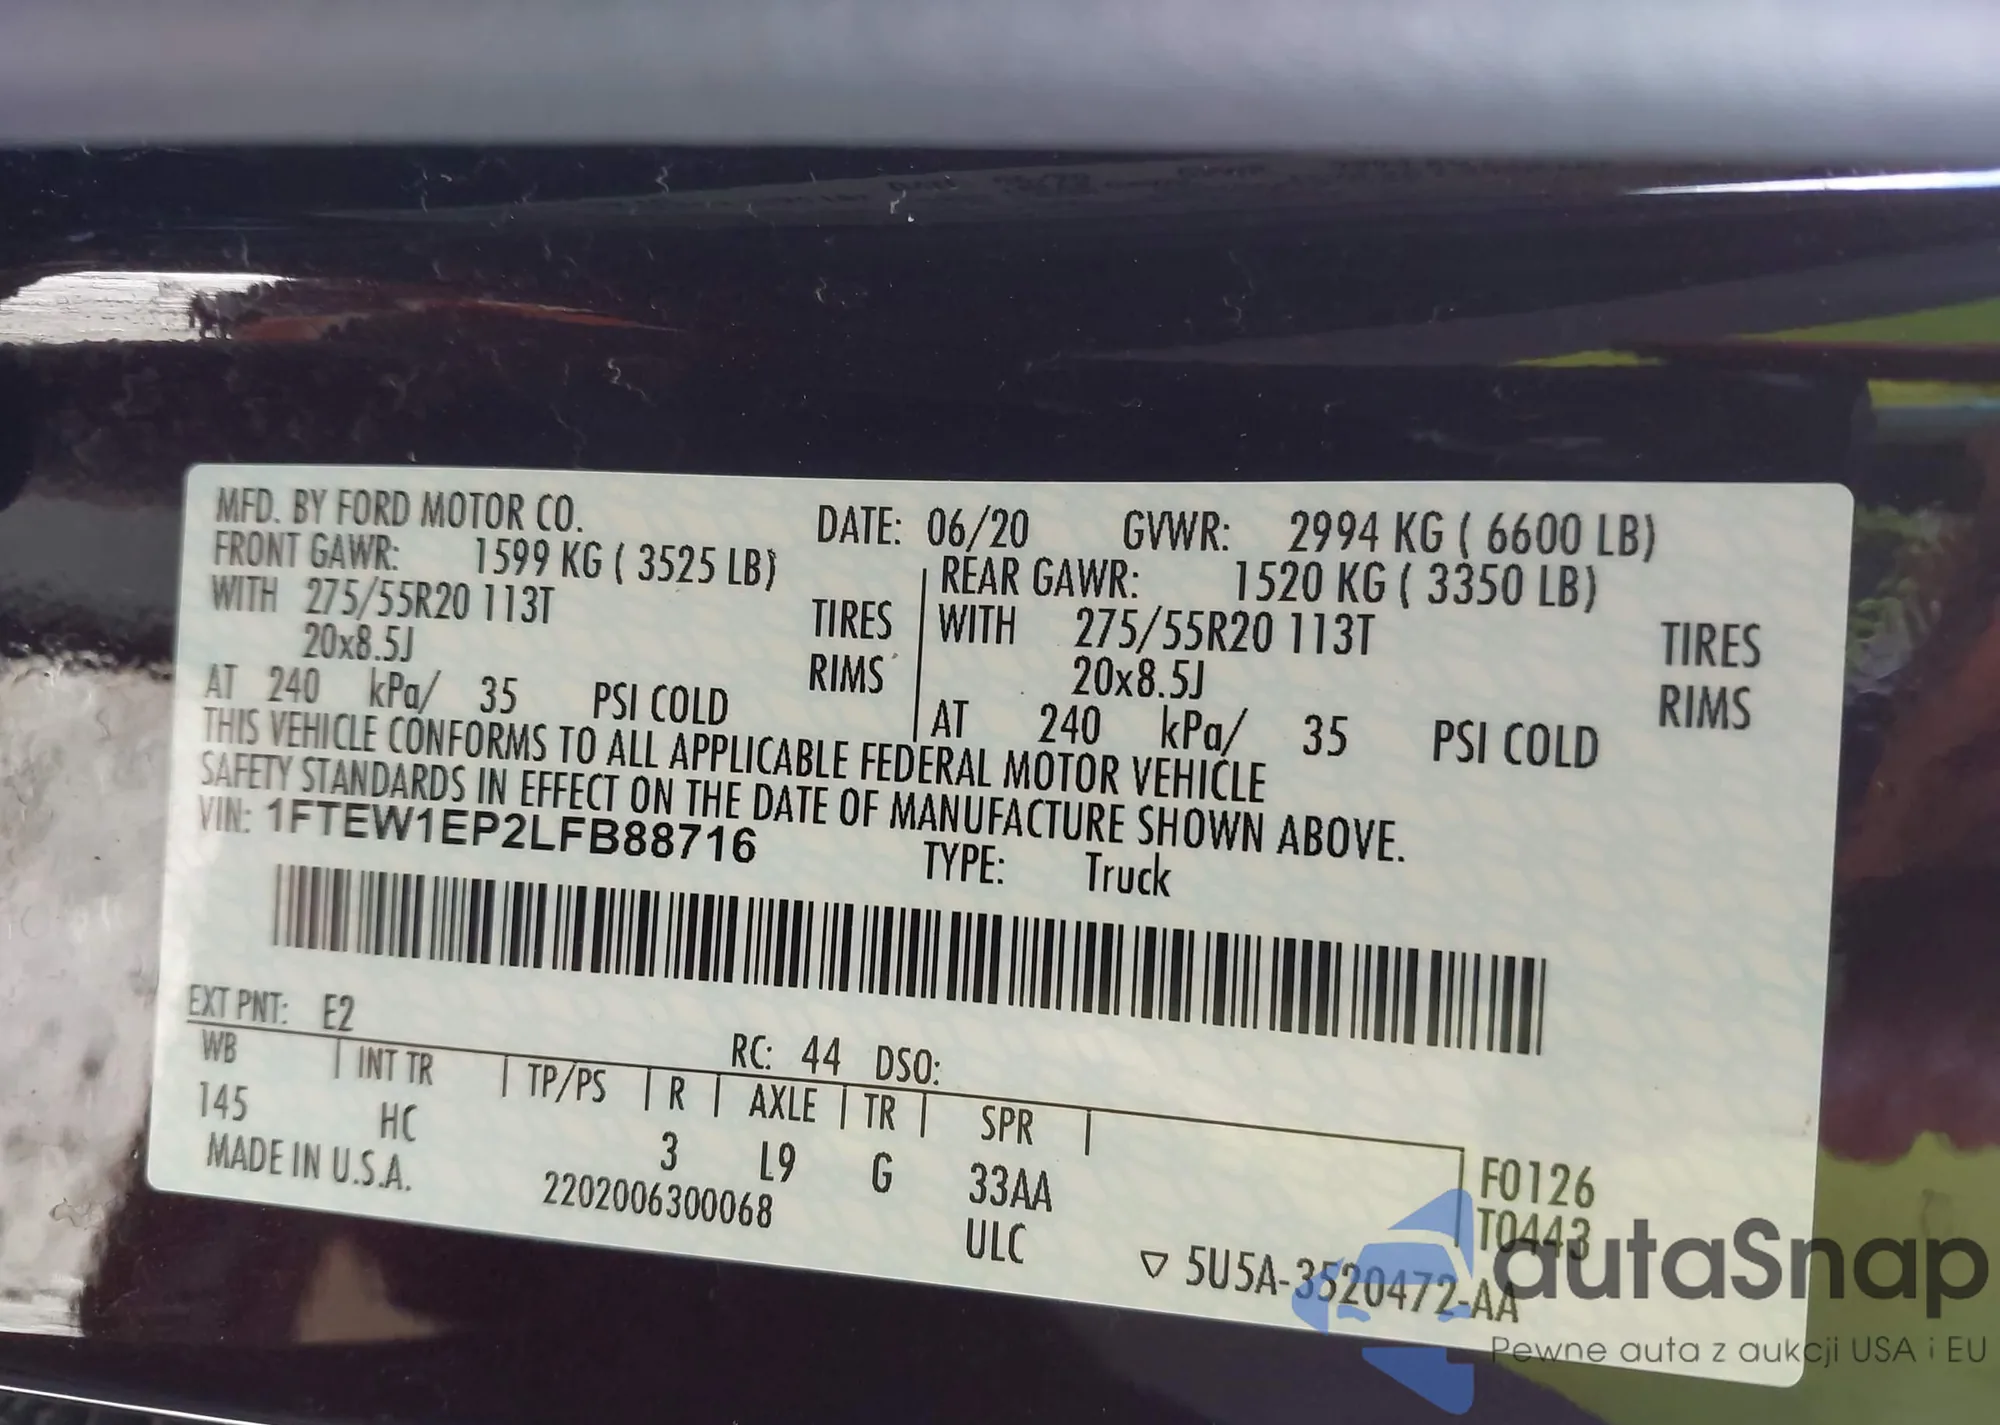 MFD. BY FORD MOTOR CO. DATE: 06/20 GVWR: 2994 KG ( 6600 LB)
FRONT GAWR: 1599 KG ( 3525 LB) REAR GAWR: 1520 KG ( 3350 LB)
WITH 275/55R20 113T TIRES WITH 275/55R20 113T TIRES
20x8.5J RIMS 20x8.5J RIMS
AT 240 kPa/ 35 PSI COLD AT 240 kPa/ 35 PSI COLD
THIS VEHICLE CONFORMS TO ALL APPLICABLE FEDERAL MOTOR VEHICLE
SAFETY STANDARDS IN EFFECT ON THE DATE OF MANUFACTURE SHOWN ABOVE.
VIN: 1FTEW1EP2LFB88716 TYPE: Truck
EXT PNT: E2 RC: 44 DSO:
WB INT TR TP/PS R AXLE TR SPR
145 HC 3 L9 G 33AA F0126
MADE IN U.S.A. 2202006300068 ULC T0443
▽ 5U5A-3520472-AA
autaSnap
Pewne auta z aukcji USA i EU